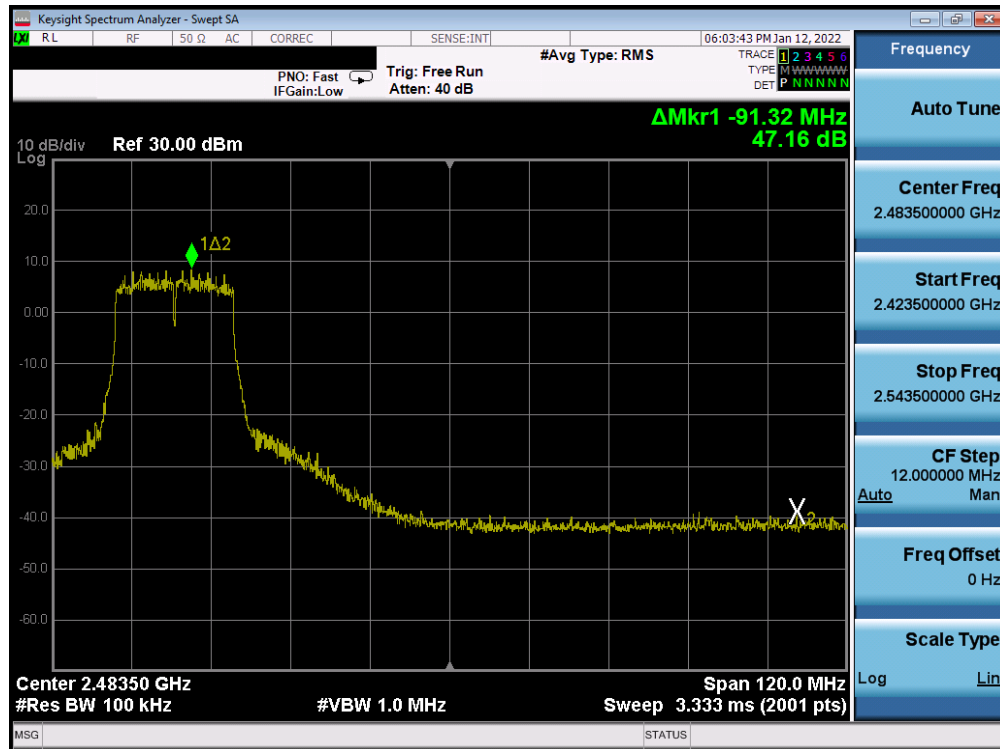 Keysight Spectrum Analyzer - Swept SA
LXI RL RF 50 Ω AC CORREC SENSE:INT 06:03:43 PM Jan 12, 2022
#Avg Type: RMS
TRACE 1 2 3 4 5 6
TYPE M W W W W W
DET P N N N N N
PNO: Fast
IFGain:Low
Trig: Free Run
Atten: 40 dB
ΔMkr1 -91.32 MHz
47.16 dB
10 dB/div Ref 30.00 dBm
Log
1Δ2
20.0
10.0
0.00
-10.0
-20.0
-30.0
-40.0
-50.0
-60.0
X2
Center 2.48350 GHz Span 120.0 MHz
#Res BW 100 kHz #VBW 1.0 MHz Sweep 3.333 ms (2001 pts)
MSG STATUS
Frequency
Auto Tune
Center Freq
2.483500000 GHz
Start Freq
2.423500000 GHz
Stop Freq
2.543500000 GHz
CF Step
12.000000 MHz
Auto Man
Freq Offset
0 Hz
Scale Type
Log Lin